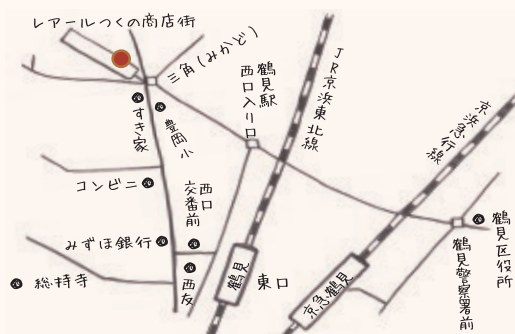 レアールつくの商店街
三角(みかど)
鶴見駅
西口入り口
JR京浜東北線
京浜急行線
すき家
豊岡小
コンビニ
西口
交番前
みずほ銀行
西友
総持寺
鶴見
東口
京急鶴見
鶴見警察署前
鶴見区役所